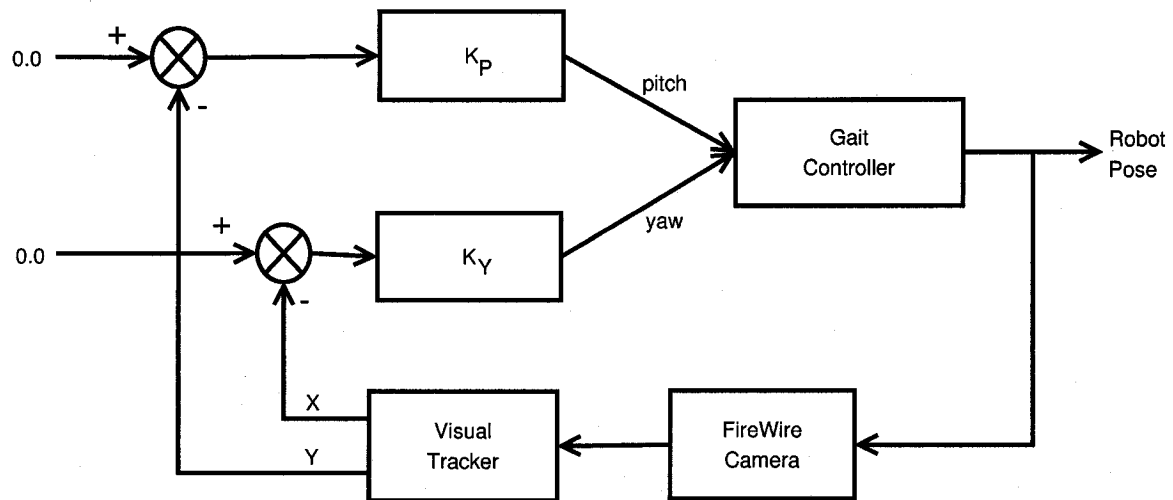 +
0.0
-
K_P
pitch
Gait
Controller
Robot
Pose
+
0.0
-
K_Y
yaw
X
Y
Visual
Tracker
FireWire
Camera